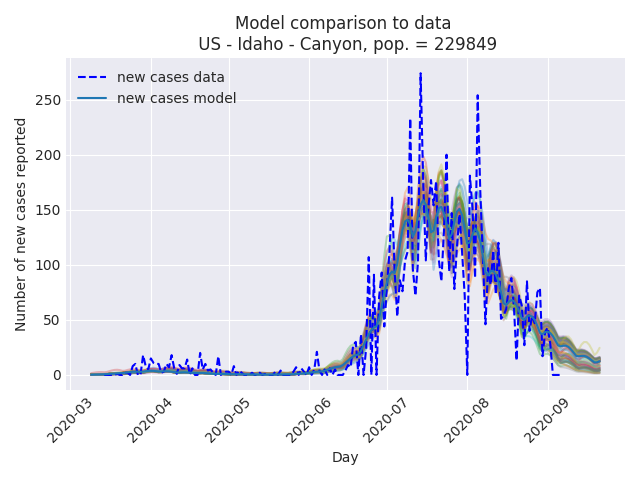 Model comparison to data
US - Idaho - Canyon, pop. = 229849
new cases data
new cases model
Number of new cases reported
250
200
150
100
50
0
2020-03
2020-04
2020-05
2020-06
2020-07
2020-08
2020-09
Day